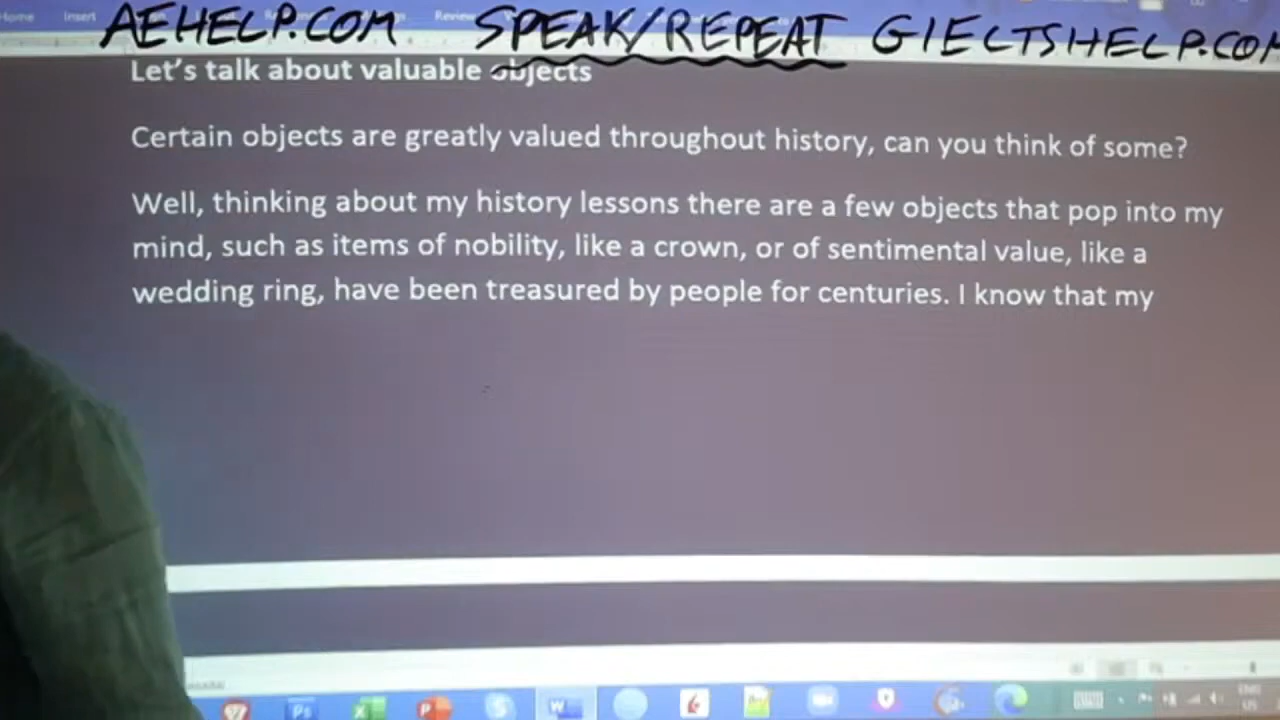 Home Insert
AEHELP.COM SPEAK/REPEAT GIELTSHELP.COM
Let's talk about valuable objects
Certain objects are greatly valued throughout history, can you think of some?
Well, thinking about my history lessons there are a few objects that pop into my
mind, such as items of nobility, like a crown, or of sentimental value, like a
wedding ring, have been treasured by people for centuries. I know that my